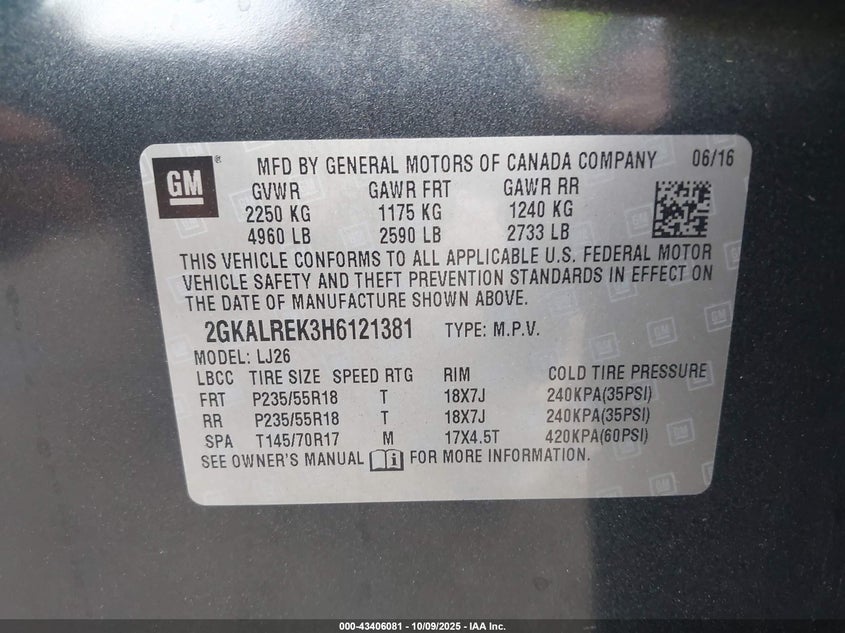 GM ® MFD BY GENERAL MOTORS OF CANADA COMPANY 06/16
GVWR GAWR FRT GAWR RR
2250 KG 1175 KG 1240 KG
4960 LB 2590 LB 2733 LB
THIS VEHICLE CONFORMS TO ALL APPLICABLE U.S. FEDERAL MOTOR
VEHICLE SAFETY AND THEFT PREVENTION STANDARDS IN EFFECT ON
THE DATE OF MANUFACTURE SHOWN ABOVE.
2GKALREK3H6121381 TYPE: M.P.V.
MODEL: LJ26
LBCC TIRE SIZE SPEED RTG RIM COLD TIRE PRESSURE
FRT P235/55R18 T 18X7J 240KPA(35PSI)
RR P235/55R18 T 18X7J 240KPA(35PSI)
SPA T145/70R17 M 17X4.5T 420KPA(60PSI)
SEE OWNER'S MANUAL FOR MORE INFORMATION.
000-43406081 - 10/09/2025 - IAA Inc.